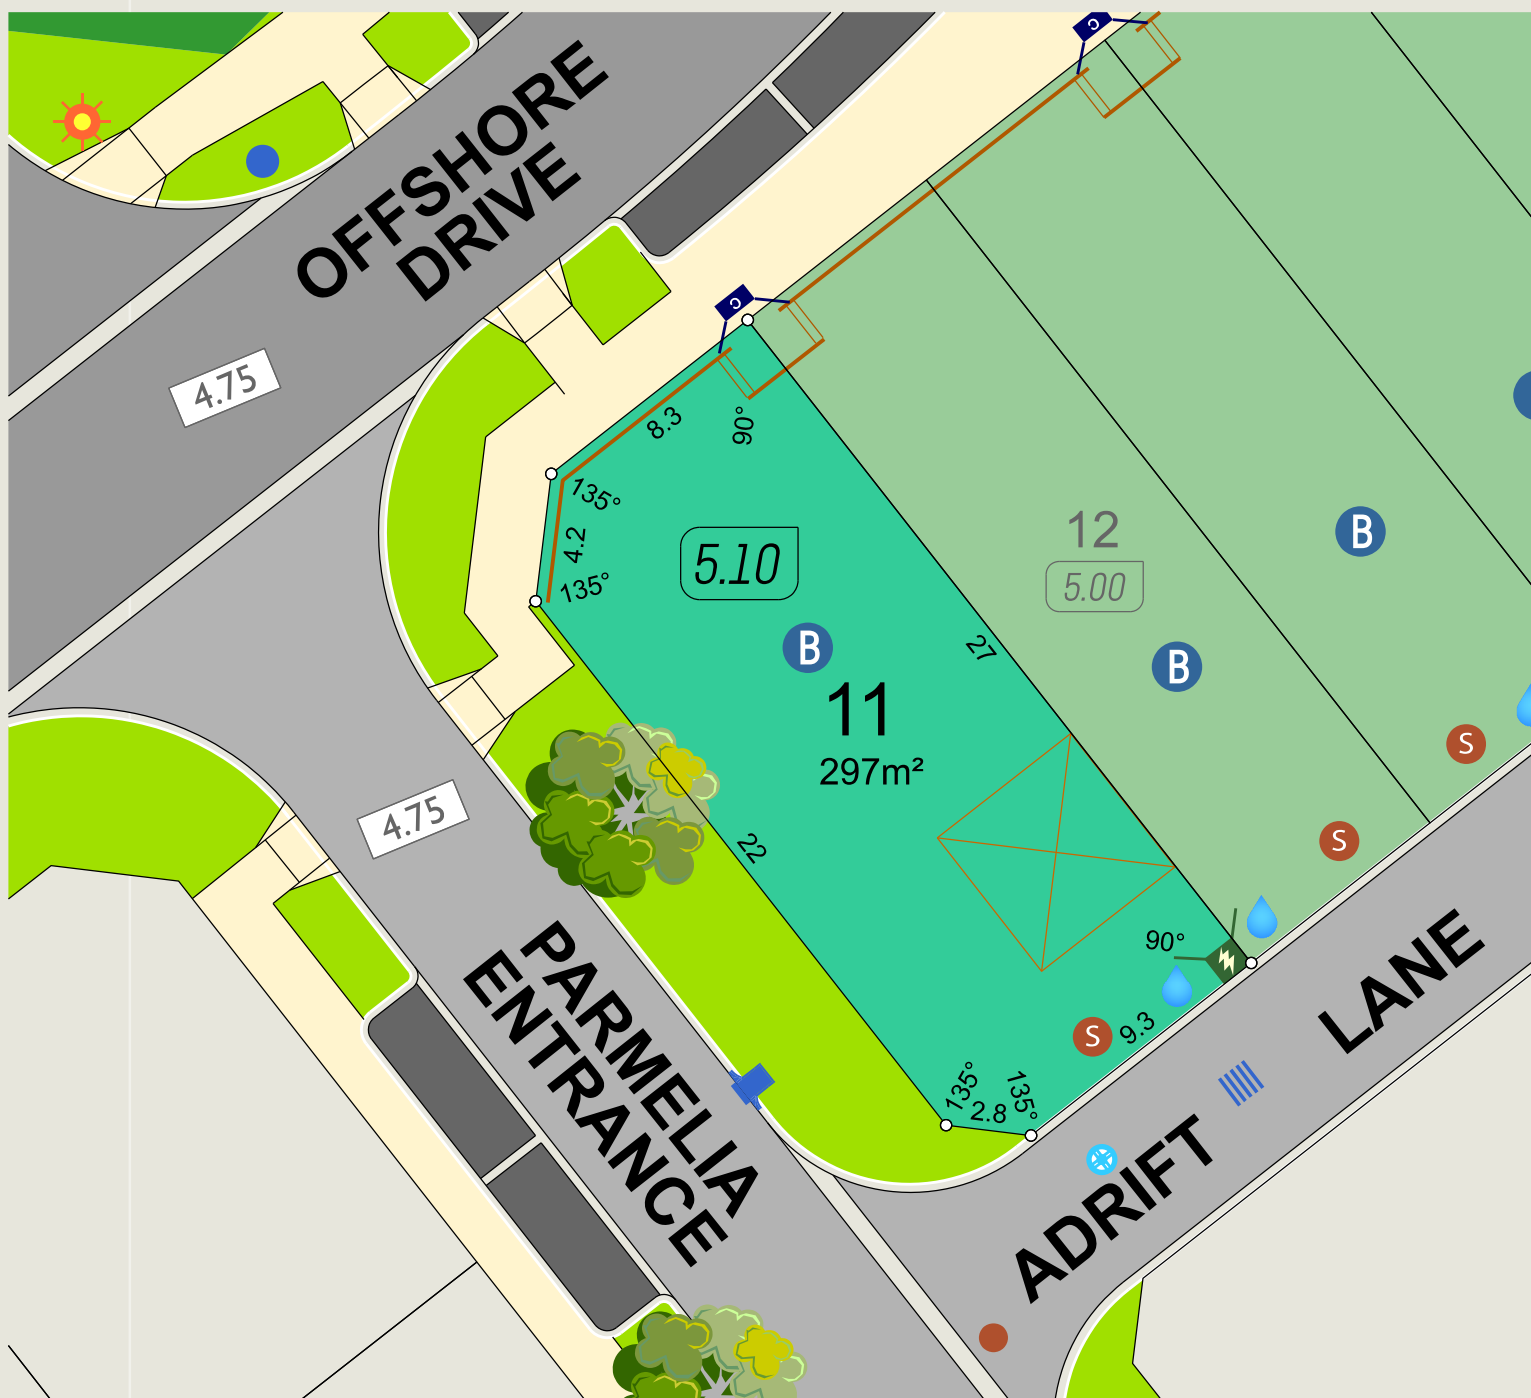 OFFSHORE
DRIVE
4.75
C
C
8.3
90°
135°
4.2
135°
5.10
B
11
297m²
27
22
12
5.00
B
B
S
S
4.75
PARMELIA
ENTRANCE
90°
S
9.3
135°
135°
2.8
ADRIFT LANE